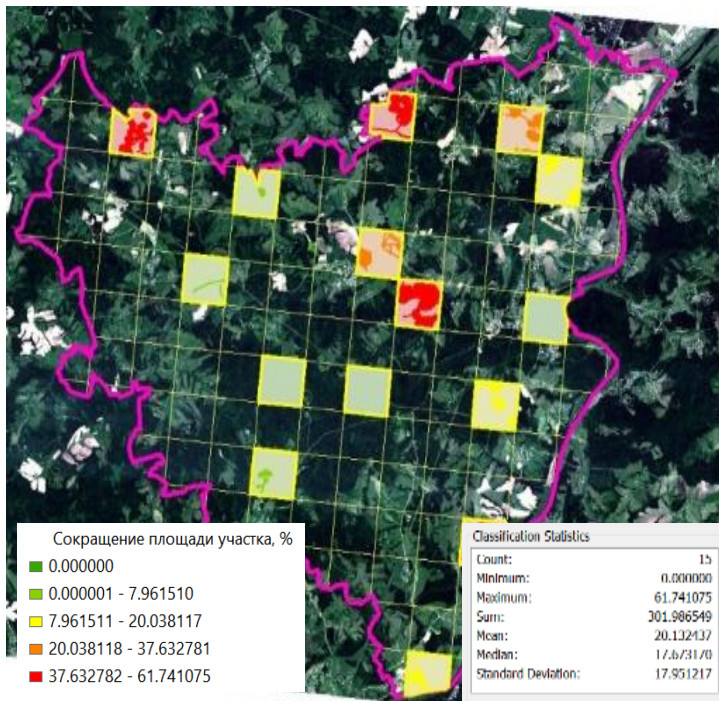 Сокращение площади участка, %
0.000000
0.000001 - 7.961510
7.961511 - 20.038117
20.038118 - 37.632781
37.632782 - 61.741075
Classification Statistics
Count: 15
Minimum: 0.000000
Maximum: 61.741075
Sum: 301.986549
Mean: 20.132437
Median: 17.673170
Standard Deviation: 17.951217